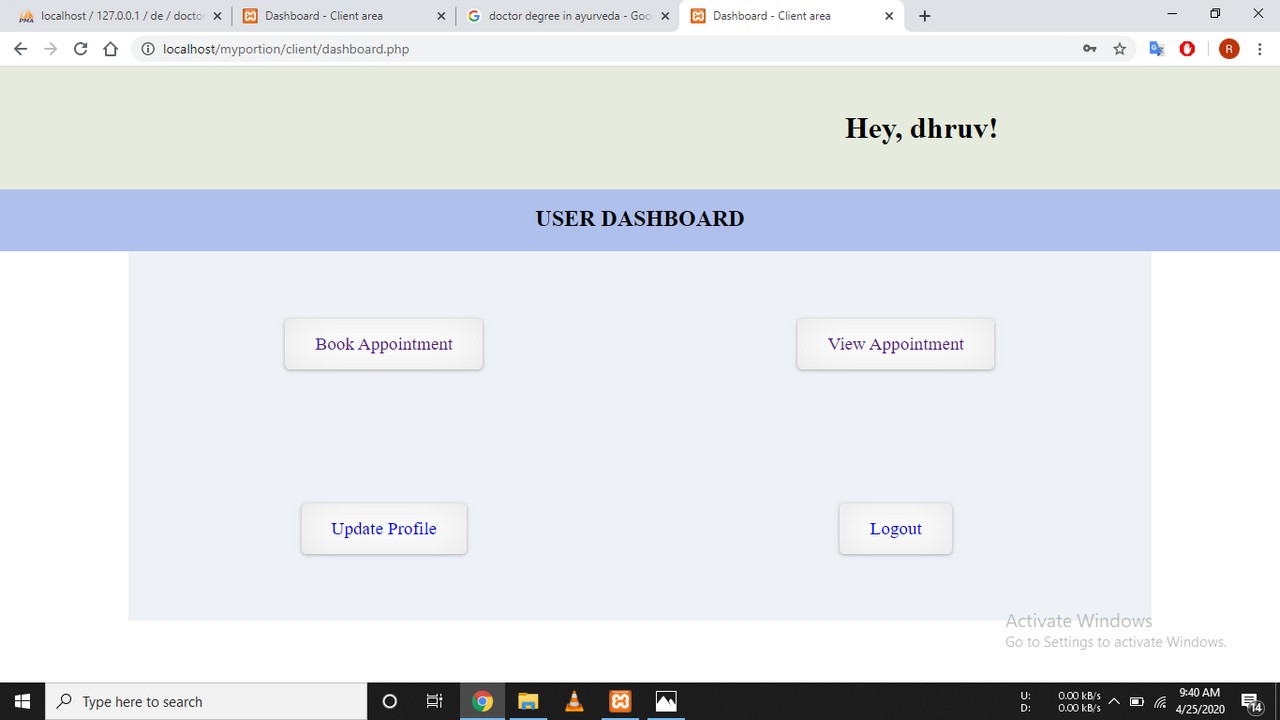 localhost / 127.0.0.1 / de / doctor
Dashboard - Client area
doctor degree in ayurveda - Goo
Dashboard - Client area
localhost/myportion/client/dashboard.php
R
Hey, dhruv!
USER DASHBOARD
Book Appointment
View Appointment
Update Profile
Logout
Activate Windows
Go to Settings to activate Windows.
Type here to search
U: 0.00 kB/s
D: 0.00 kB/s
9:40 AM
4/25/2020
14